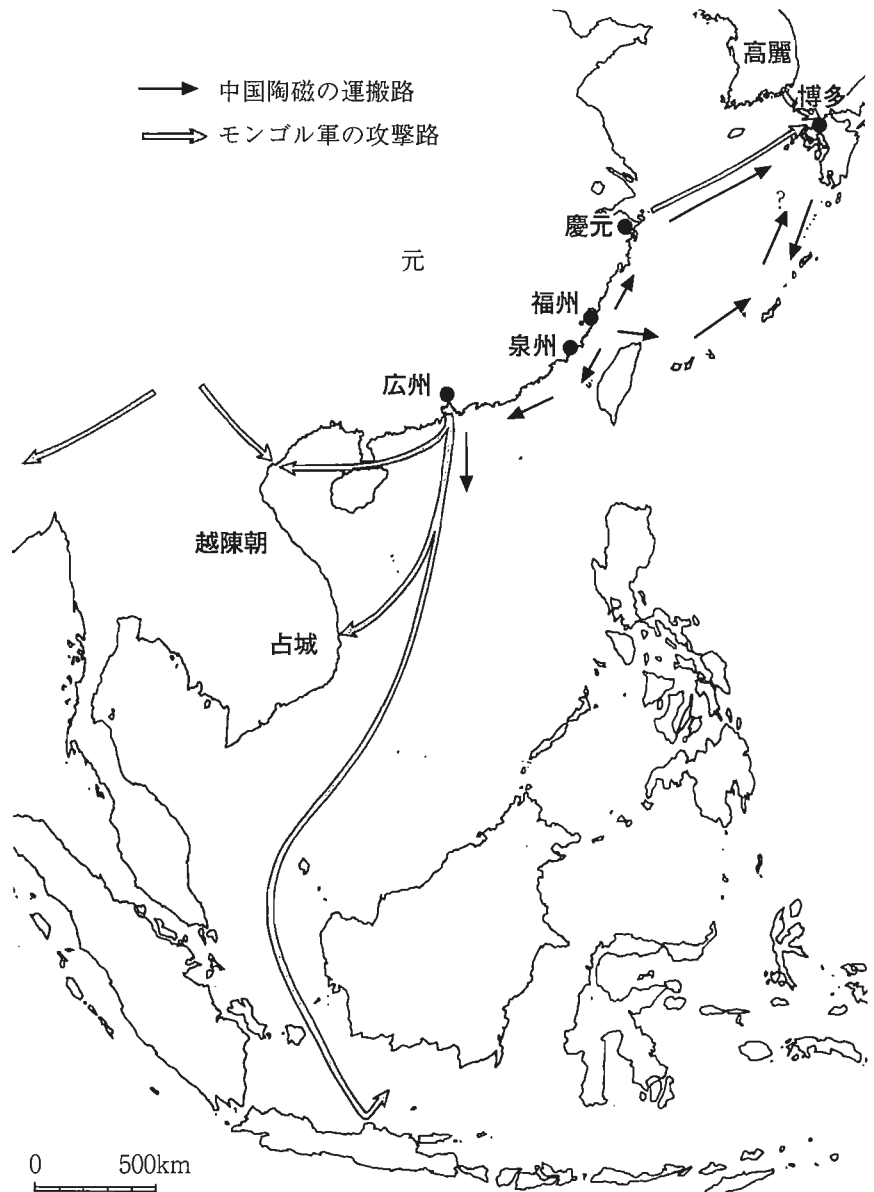 高麗
中国陶磁の運搬路
博多
モンゴル軍の攻撃路
?
慶元
元
福州
泉州
広州
越陳朝
占城
0 500km